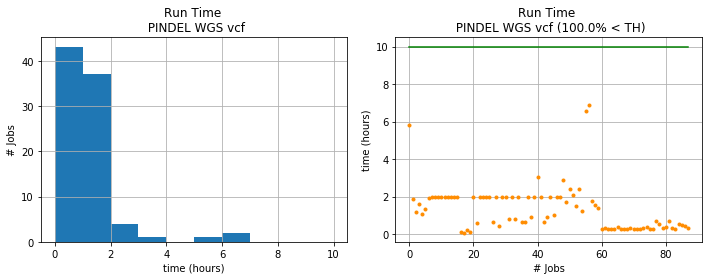 Run Time
PINDEL WGS vcf
# Jobs
40
30
20
10
0
0 2 4 6 8 10
time (hours)
Run Time
PINDEL WGS vcf (100.0% < TH)
time (hours)
10
8
6
4
2
0
0 20 40 60 80
# Jobs